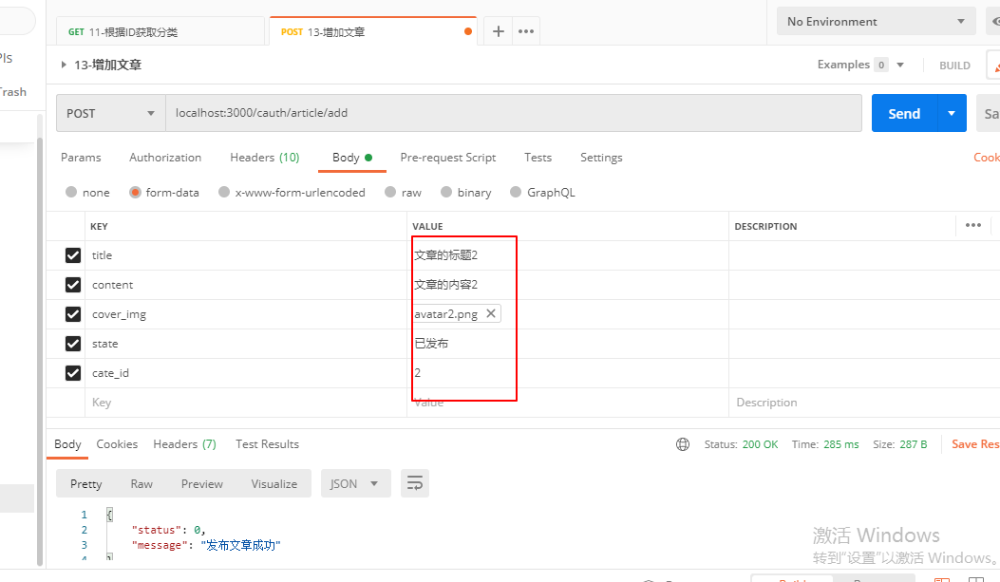 GET 11-根据ID获取分类 POST 13-增加文章 No Environment
PIs
13-增加文章 Examples 0 BUILD
Trash
POST localhost:3000/cauth/article/add Send Sa
Params Authorization Headers (10) Body Pre-request Script Tests Settings Cook
none form-data x-www-form-urlencoded raw binary GraphQL
KEY VALUE DESCRIPTION
title 文章的标题2
content 文章的内容2
cover_img avatar2.png
state 已发布
cate_id 2
Key Value Description
Body Cookies Headers (7) Test Results Status: 200 OK Time: 285 ms Size: 287 B Save Res
Pretty Raw Preview Visualize JSON
1 {
2 "status": 0,
3 "message": "发布文章成功"
4 }
激活 Windows
转到"设置"以激活 Windows。